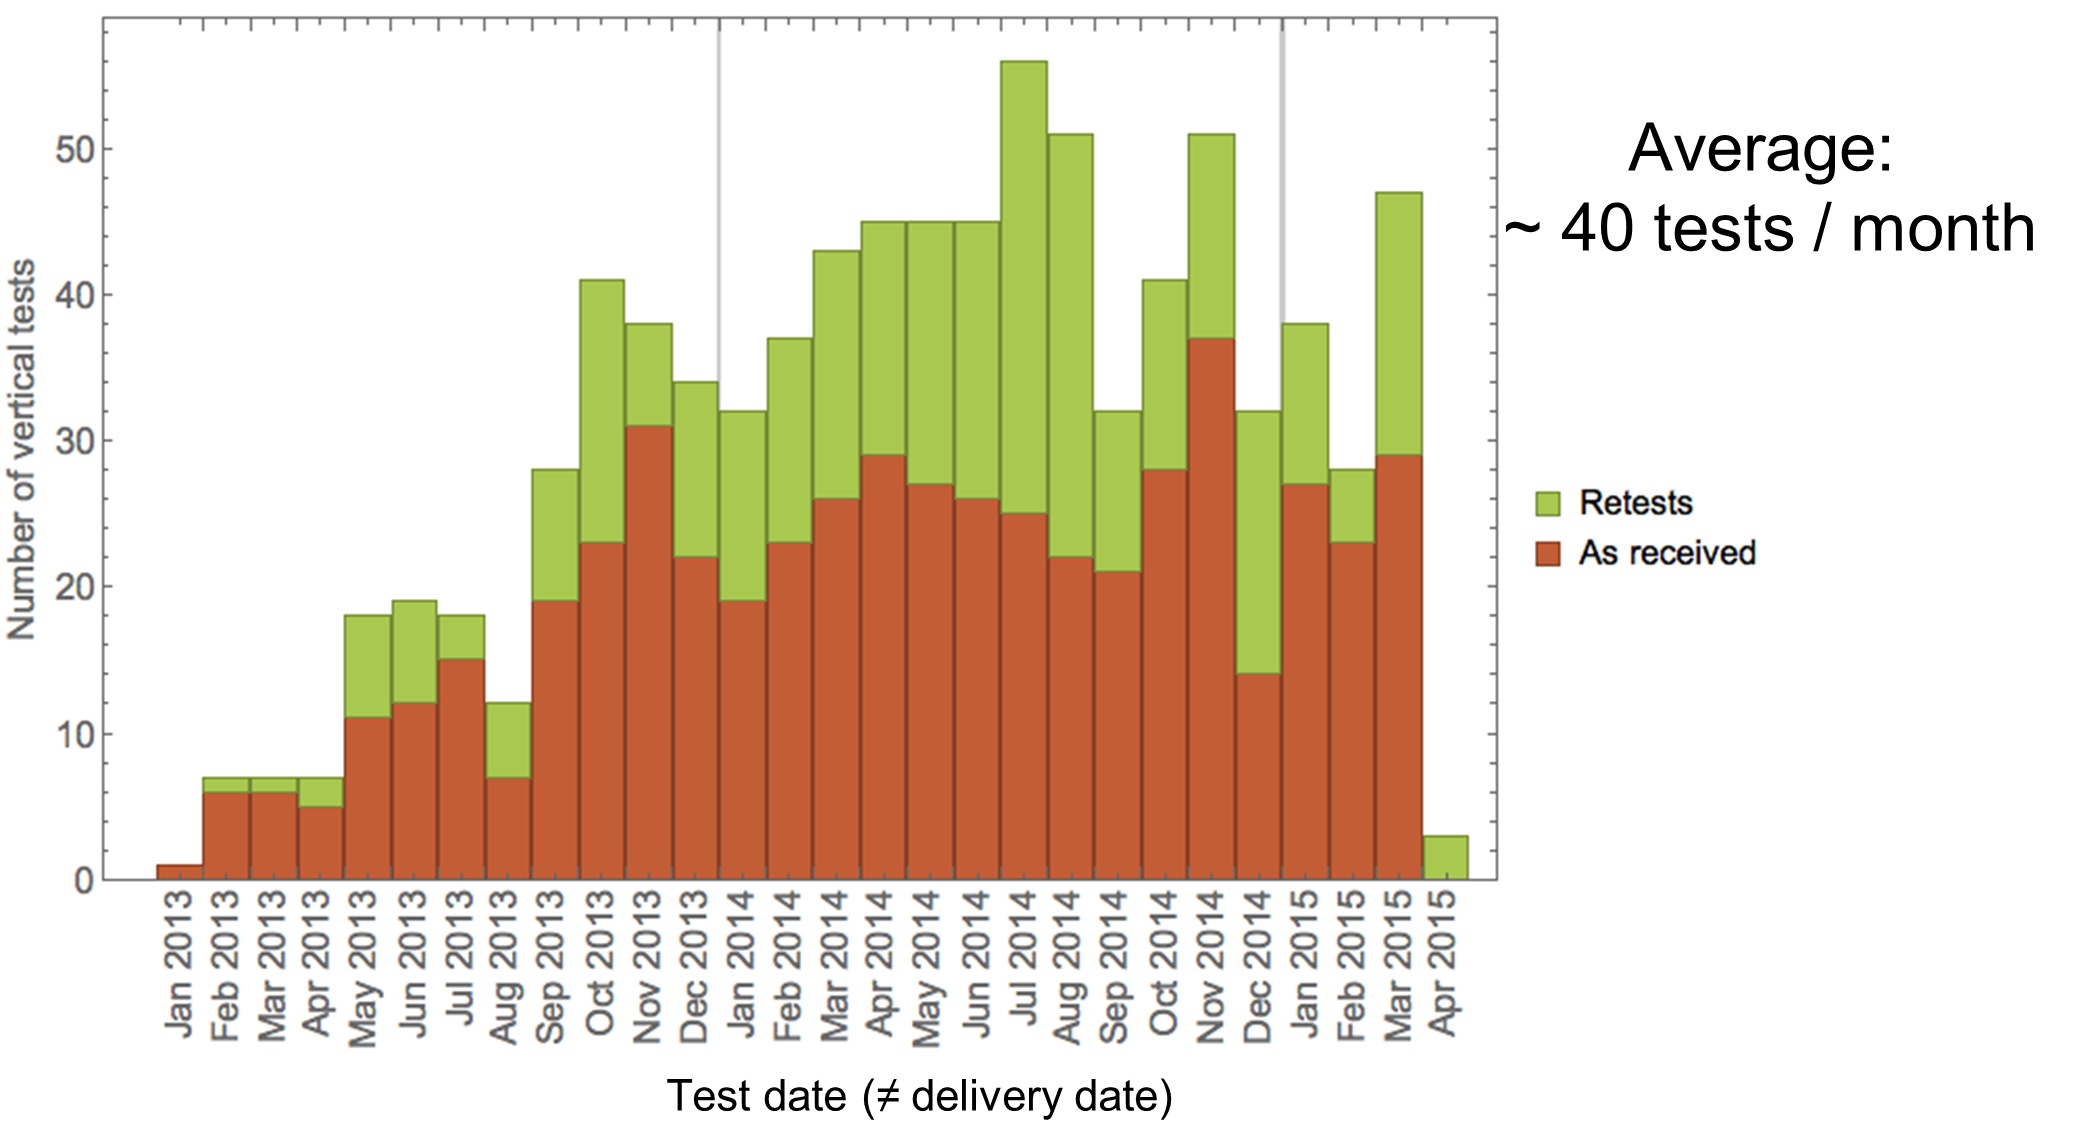 Average:
~ 40 tests / month
Number of vertical tests
50
40
30
20
10
0
Retests
As received
Jan 2013
Feb 2013
Mar 2013
Apr 2013
May 2013
Jun 2013
Jul 2013
Aug 2013
Sep 2013
Oct 2013
Nov 2013
Dec 2013
Jan 2014
Feb 2014
Mar 2014
Apr 2014
May 2014
Jun 2014
Jul 2014
Aug 2014
Sep 2014
Oct 2014
Nov 2014
Dec 2014
Jan 2015
Feb 2015
Mar 2015
Apr 2015
Test date (≠ delivery date)